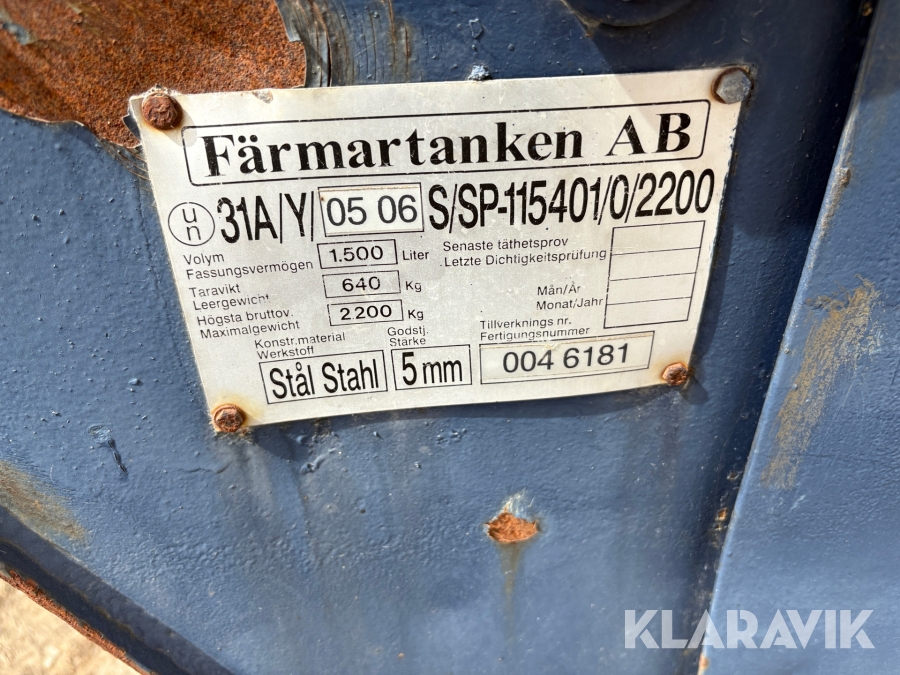 Färmartanken AB
un 31A/Y/ 05 06 S/SP-115401/0/2200
Volym
Fassungsvermögen 1.500 Liter
Taravikt
Leergewicht 640 Kg
Högsta bruttov.
Maximalgewicht 2.200 Kg
Senaste täthetsprov
Letzte Dichtigkeitsprüfung
Mån/År
Monat/Jahr
Konstr.material
Werkstoff
Stål Stahl
Godstj.
Stärke
5 mm
Tillverknings nr.
Fertigungsnummer
004 6181
KLARAVIK